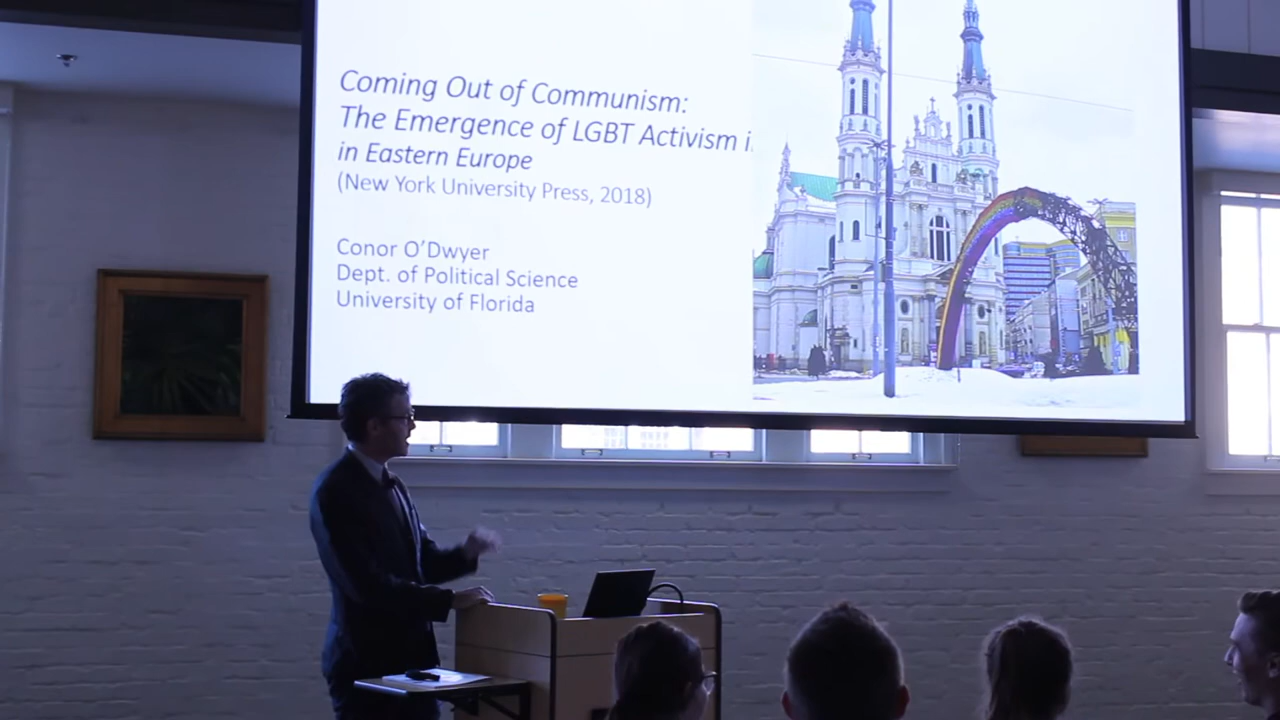 Coming Out of Communism:
The Emergence of LGBT Activism i
in Eastern Europe
(New York University Press, 2018)
Conor O'Dwyer
Dept. of Political Science
University of Florida